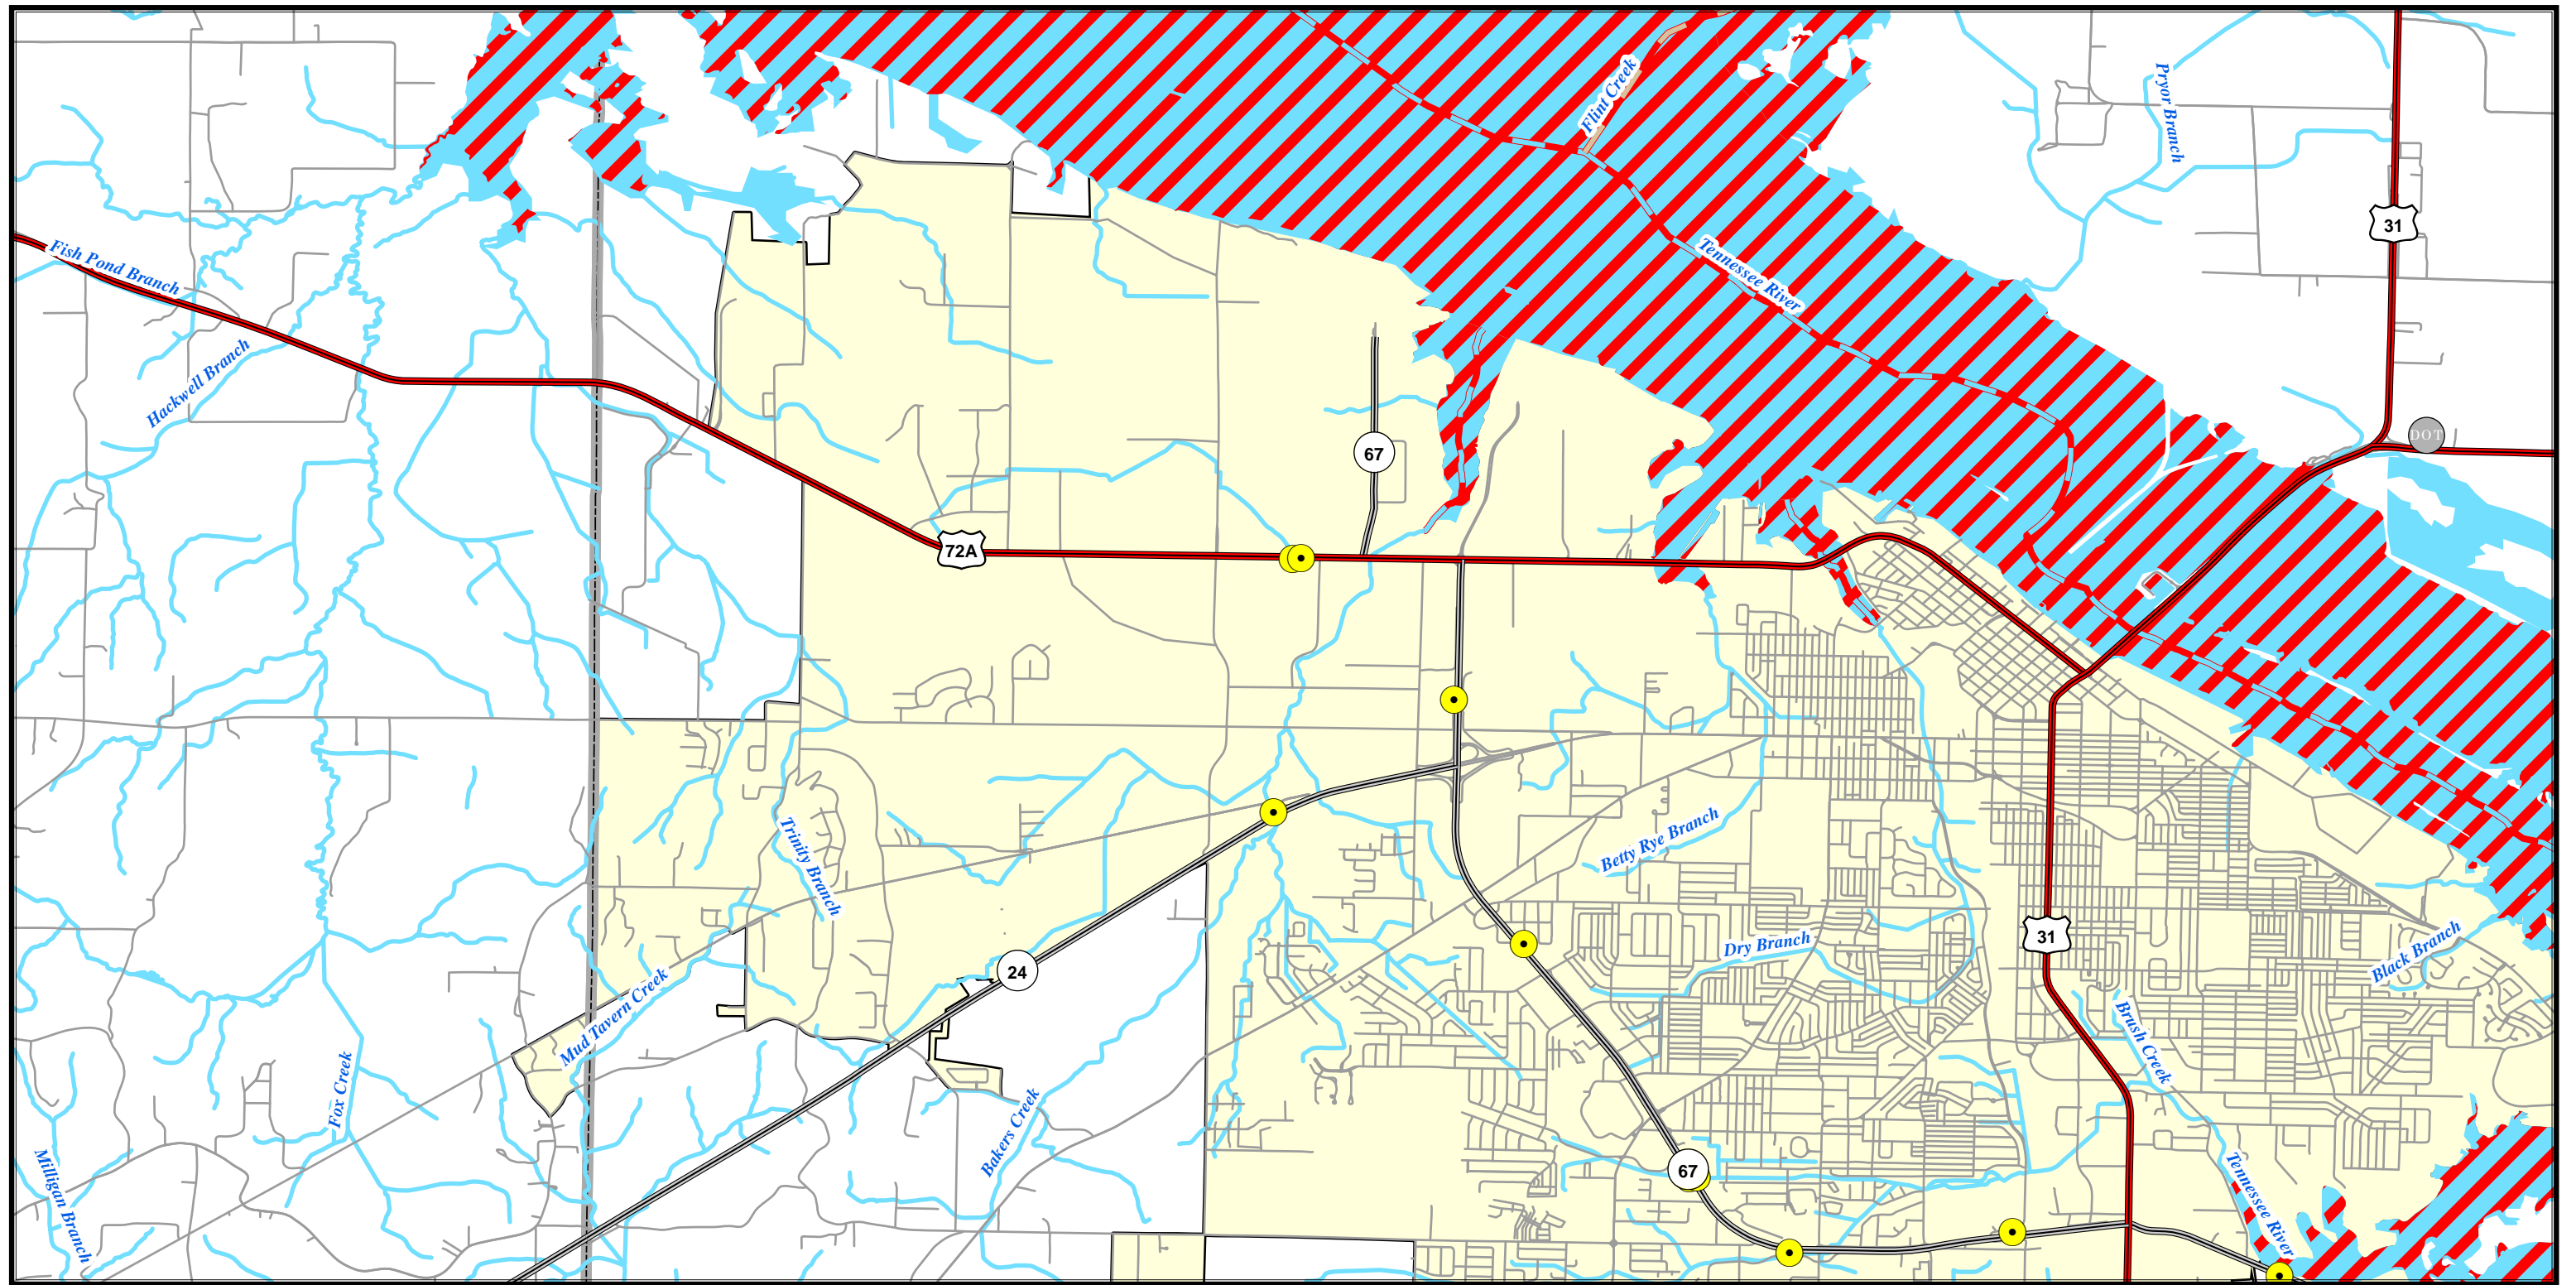 Flint Creek
Pryor Branch
31
Fish Pond Branch
Tennessee River
Hackwell Branch
DOT
67
72A
Trinity Branch
Betty Rye Branch
31
Dry Branch
Black Branch
24
Mud Tavern Creek
Brush Creek
Fox Creek
Bakers Creek
67
Milligan Branch
Tennessee River